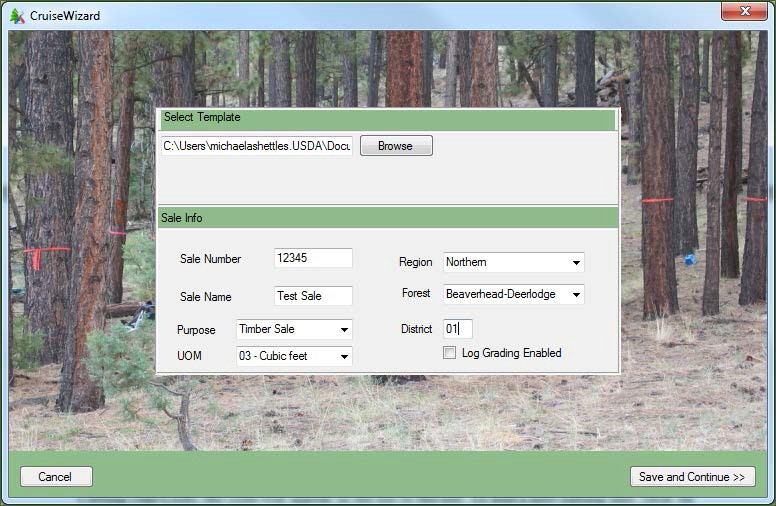 CruiseWizard
Select Template
C:\Users\michaelashettles.USDA\Docu
Browse
Sale Info
Sale Number 12345
Region Northern
Sale Name Test Sale
Forest Beaverhead-Deerlodge
Purpose Timber Sale
District 01
UOM 03 - Cubic feet
Log Grading Enabled
Cancel
Save and Continue >>